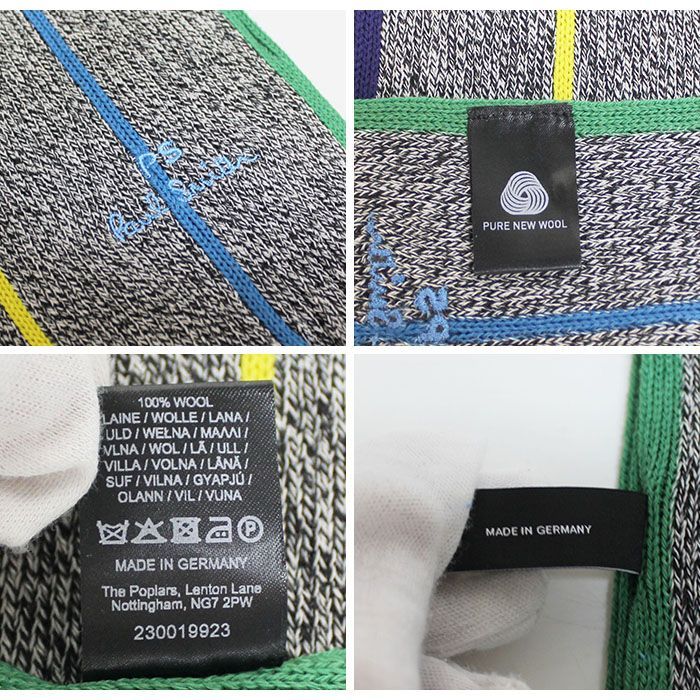 PS
Paul Smith
PURE NEW WOOL
100% WOOL
LAINE / WOLLE / LANA /
ULD / WEŁNA / ΜΑΛΛΙ /
VLNA / WOL / LÃ / ULL /
VILLA / VOLNA / LÂNĂ /
SUF / VILNA / GYAPJÚ /
OLANN / VIL / VUNA
P
MADE IN GERMANY
The Poplars, Lenton Lane
Nottingham, NG7 2PW
230019923
MADE IN GERMANY